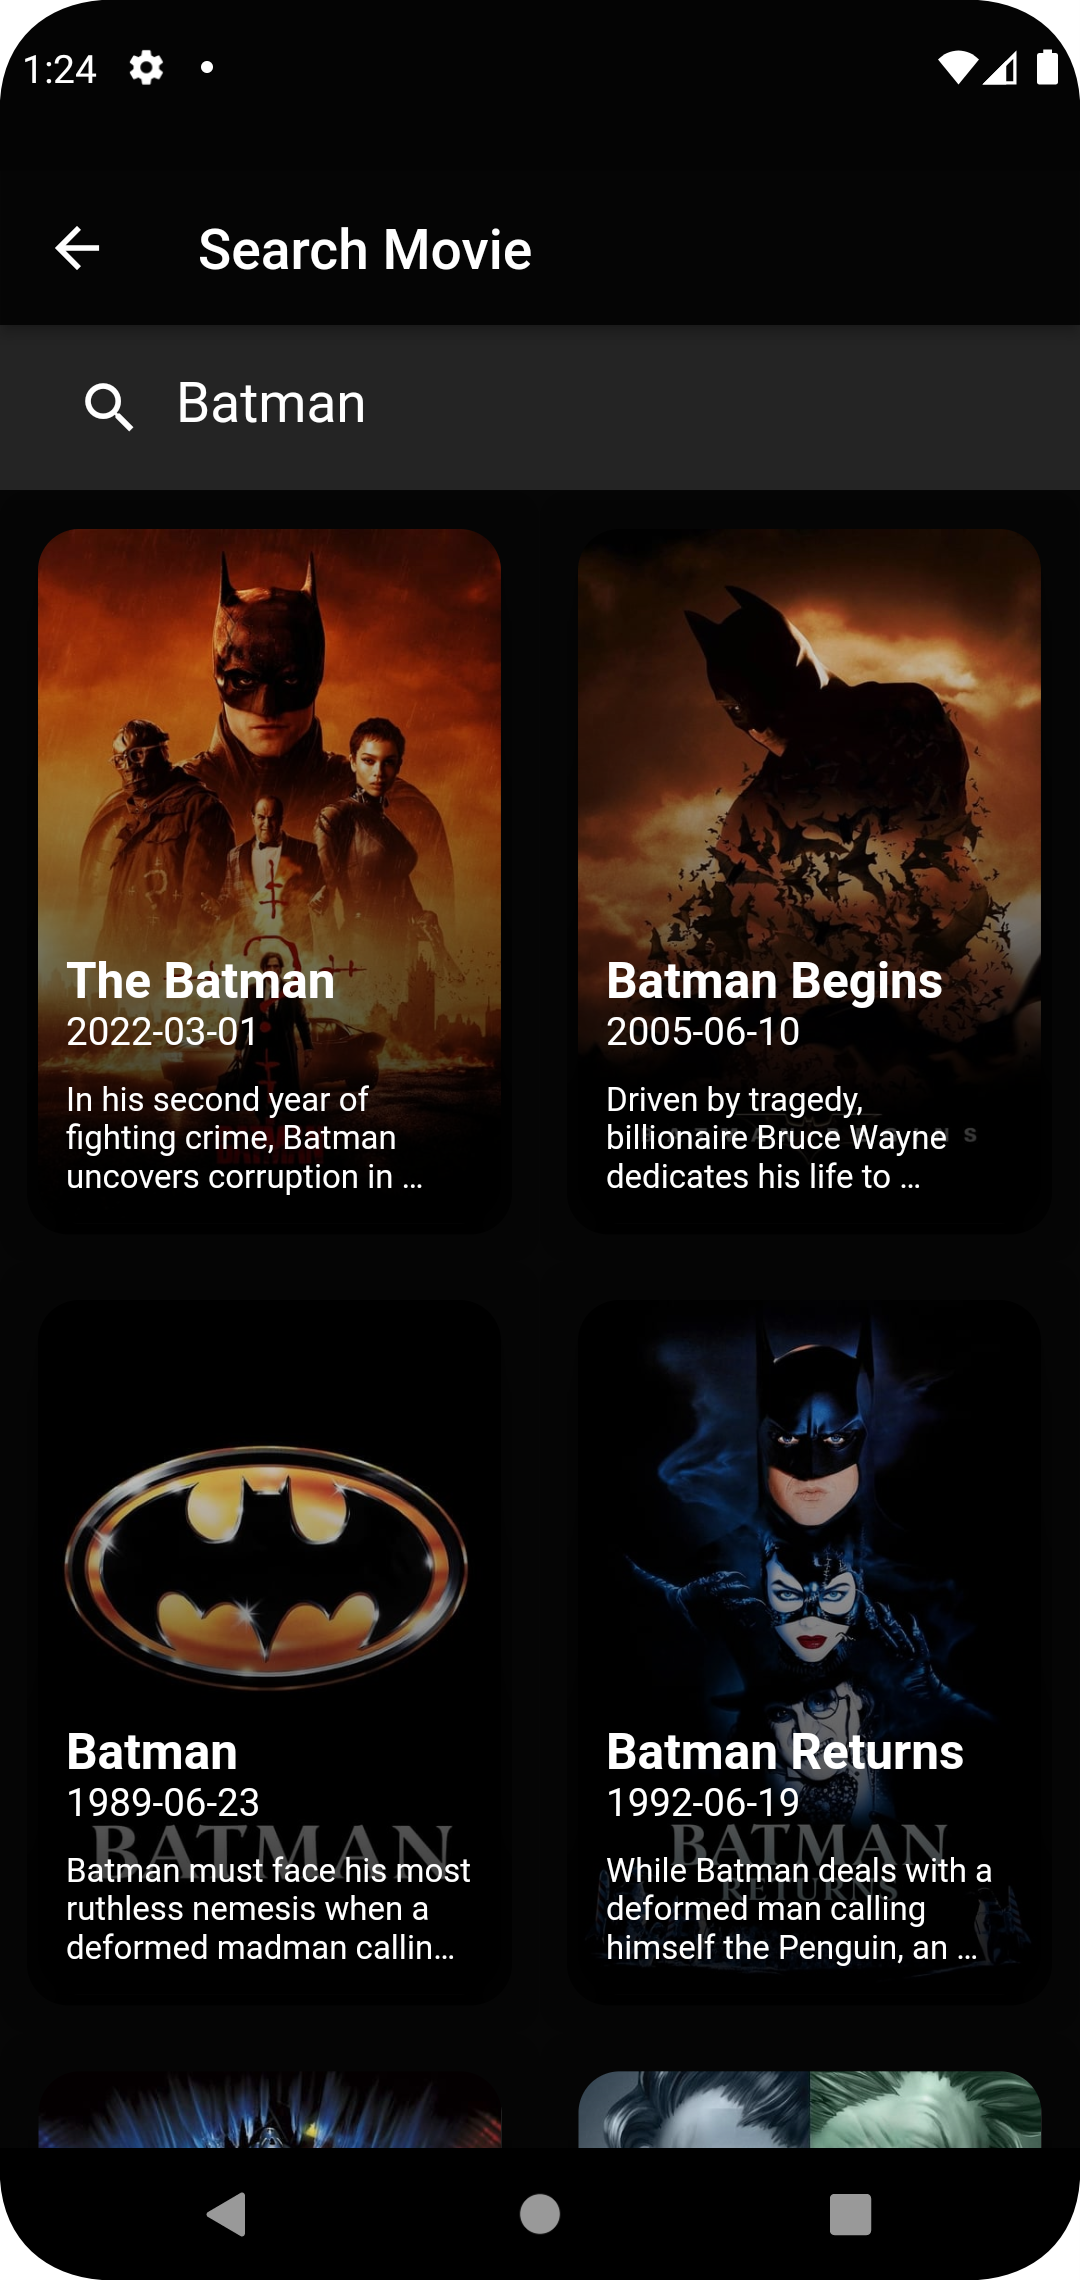 1:24
Search Movie
Batman
The Batman
2022-03-01
In his second year of
fighting crime, Batman
uncovers corruption in ...
Batman Begins
2005-06-10
Driven by tragedy,
billionaire Bruce Wayne
dedicates his life to ...
Batman
1989-06-23
BATMAN
Batman must face his most
ruthless nemesis when a
deformed madman callin...
Batman Returns
1992-06-19
BATMAN
RETURNS
While Batman deals with a
deformed man calling
himself the Penguin, an ...